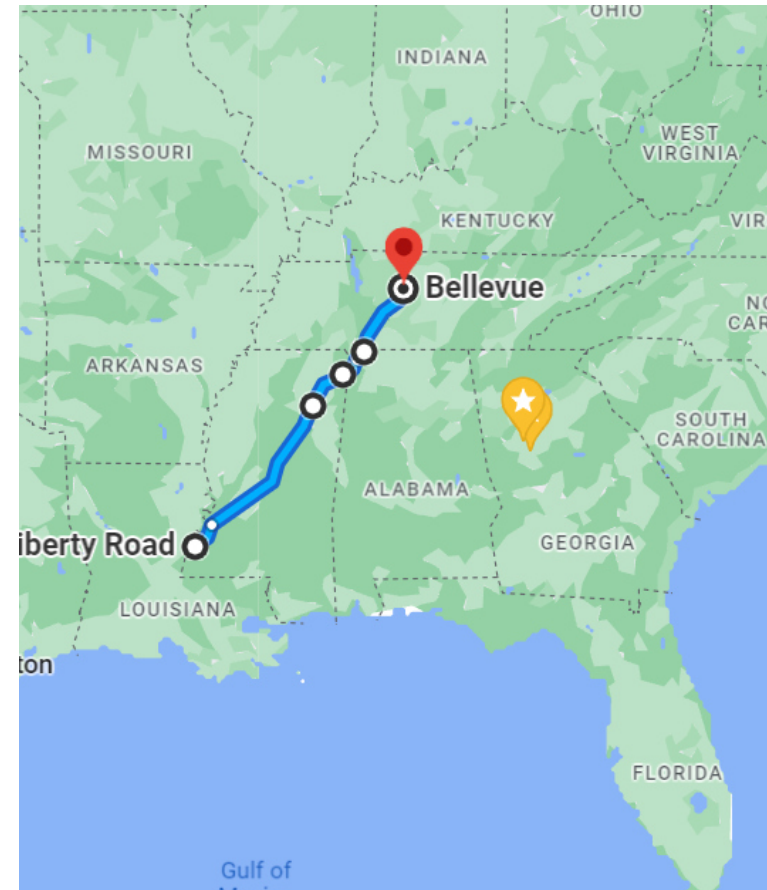 OHIO
INDIANA
WEST
VIRGINIA
MISSOURI
KENTUCKY
VIR
Bellevue
NO
CAR
ARKANSAS
SOUTH
CAROLINA
ALABAMA
iberty Road
GEORGIA
LOUISIANA
ton
FLORIDA
Gulf of